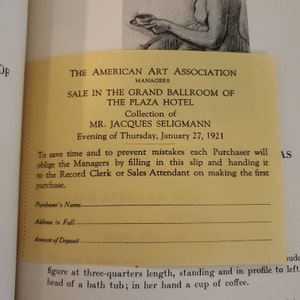 OF
THE AMERICAN ART ASSOCIATION
MANAGERS
SALE IN THE GRAND BALLROOM OF
THE PLAZA HOTEL
Collection of
MR. JACQUES SELIGMANN
Evening of Thursday, January 27, 1921
To save time and to prevent mistakes each Purchaser will
oblige the Managers by filling in this slip and handing it
to the Record Clerk or Sales Attendant on making the first
purchase.
AS
Purchaser's Name
Address in Full
Amount of Deposit
figure at three-quarters length, standing and in profile to left
head of a bath tub; in her hand a cup of coffee.